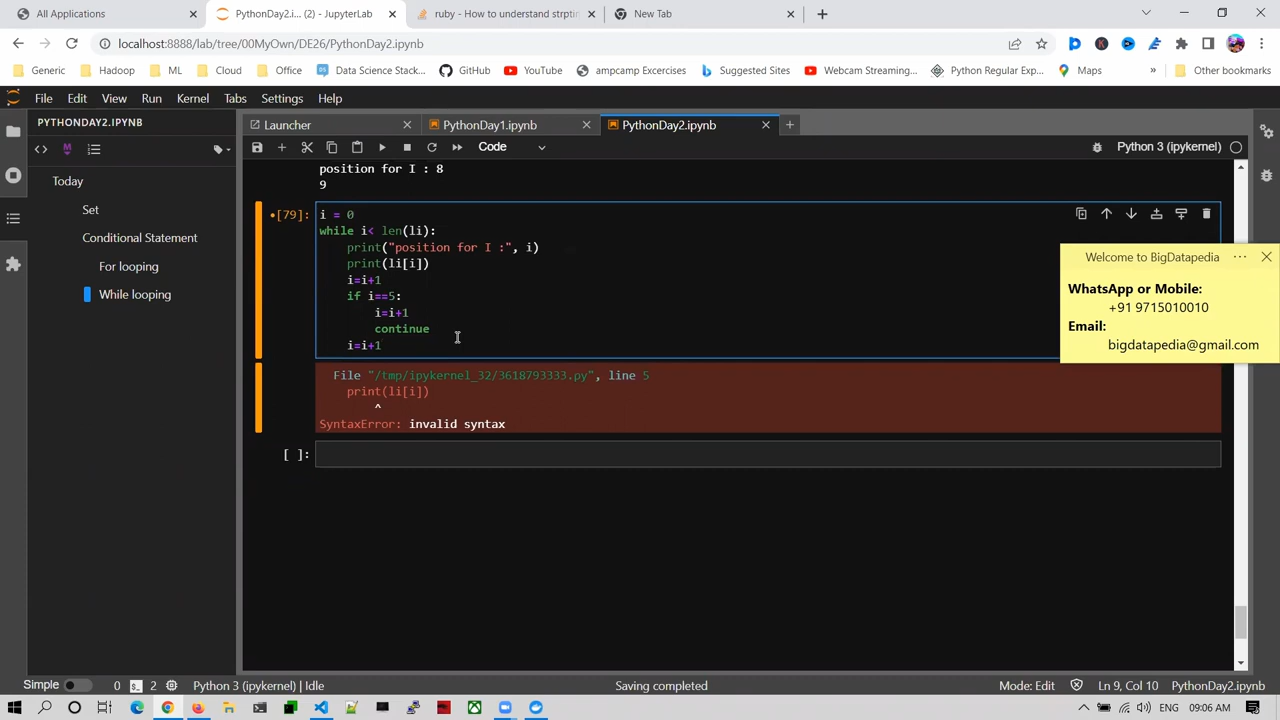 All Applications
PythonDay2.i... (2) - JupyterLab
ruby - How to understand strptin
New Tab
localhost:8888/lab/tree/00MyOwn/DE26/PythonDay2.ipynb
Generic
Hadoop
ML
Cloud
Office
Data Science Stack...
GitHub
YouTube
ampcamp Excercises
Suggested Sites
Webcam Streaming...
Python Regular Exp...
Maps
»
Other bookmarks
File Edit View Run Kernel Tabs Settings Help
PYTHONDAY2.IPYNB
Launcher
PythonDay1.ipynb
PythonDay2.ipynb
Code
Python 3 (ipykernel)
Today
Set
Conditional Statement
For looping
While looping
position for I : 8
9
[79]:
i = 0
while i< len(li):
print("position for I :", i)
print(li[i])
i=i+1
if i==5:
i=i+1
continue
i=i+1
File "/tmp/ipykernel_32/3618793333.py", line 5
print(li[i])
^
SyntaxError: invalid syntax
[ ]:
Welcome to BigDatapedia ...
WhatsApp or Mobile:
+91 9715010010
Email:
bigdatapedia@gmail.com
Simple 0 2 Python 3 (ipykernel) | Idle
Saving completed
Mode: Edit
Ln 9, Col 10
PythonDay2.ipynb
ENG 09:06 AM